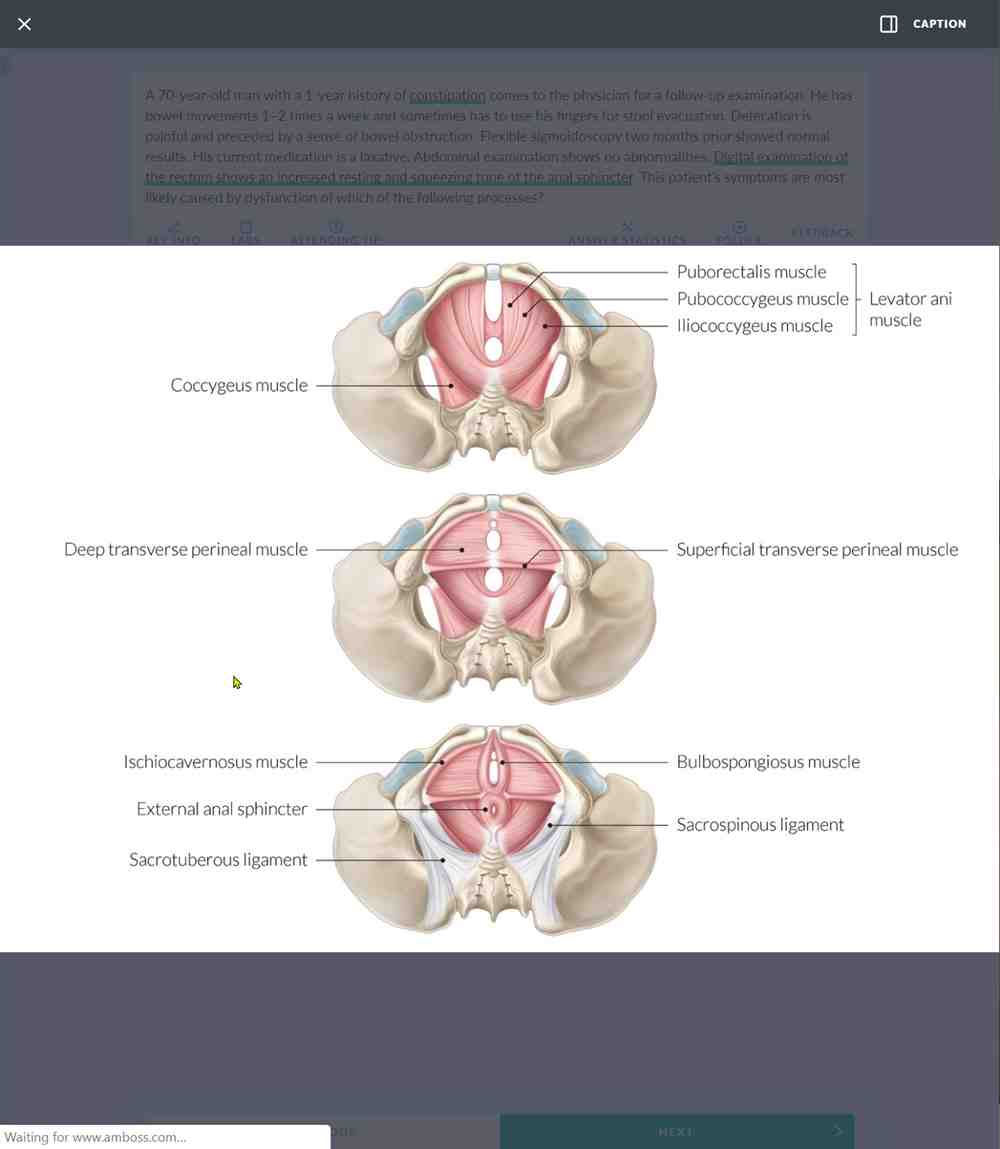 CAPTION
A 70-year-old man with a 1-year history of constipation comes to the physician for a follow-up examination. He has
bowel movements 1–2 times a week and sometimes has to use his fingers for stool evacuation. Defecation is
painful and preceded by a sense of bowel obstruction. Flexible sigmoidoscopy two months prior showed normal
results. His current medication is a laxative. Abdominal examination shows no abnormalities. Digital examination of
the rectum shows an increased resting and squeezing tone of the anal sphincter. This patient's symptoms are most
likely caused by dysfunction of which of the following processes?
KEY INFO LABS ATTENDING TIP ANSWER STATISTICS FOLDER FEEDBACK
Puborectalis muscle
Pubococcygeus muscle
Iliococcygeus muscle
Levator ani
muscle
Coccygeus muscle
Deep transverse perineal muscle
Superficial transverse perineal muscle
Ischiocavernosus muscle
Bulbospongiosus muscle
External anal sphincter
Sacrospinous ligament
Sacrotuberous ligament
NEXT
Waiting for www.amboss.com...